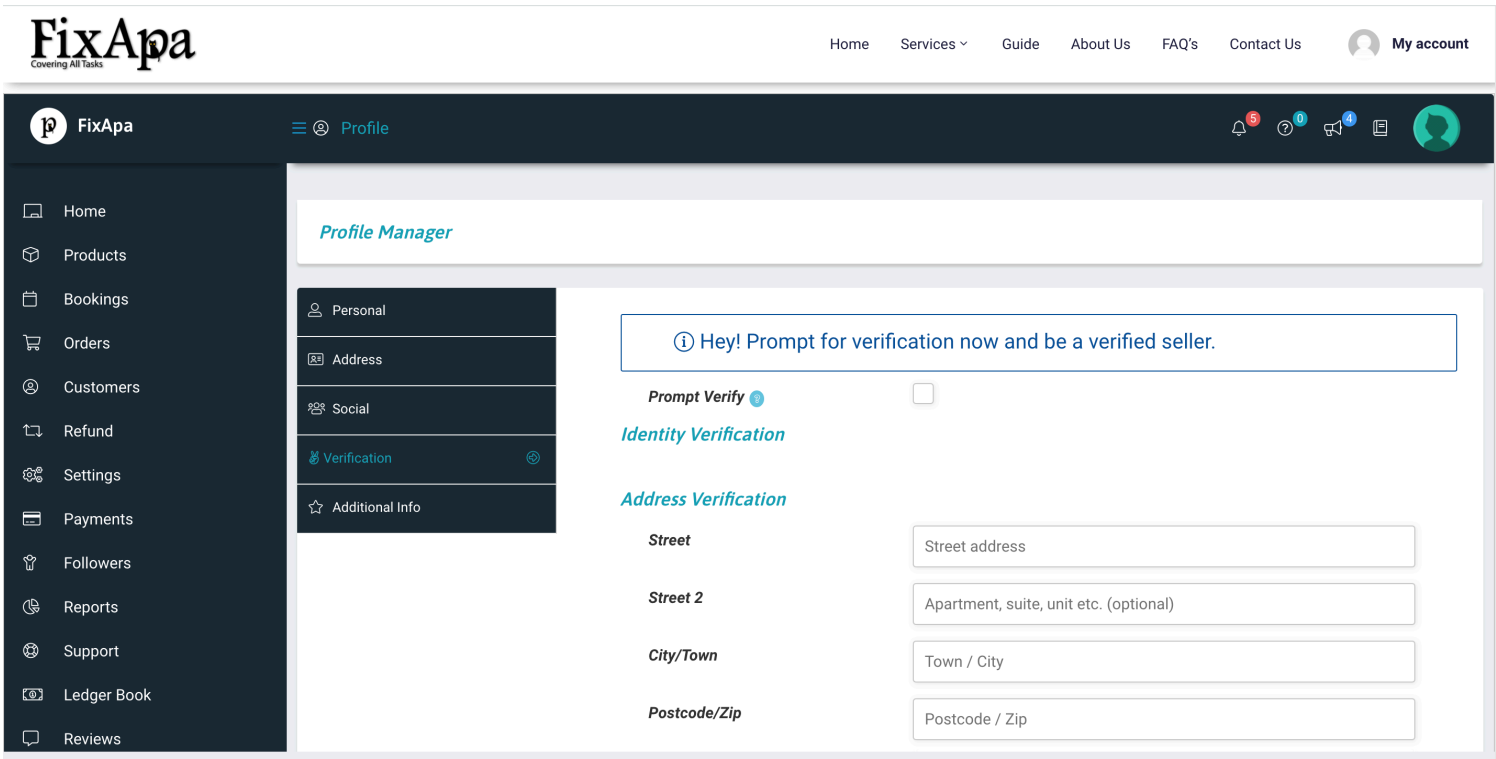 FixApa
Covering All Tasks
Home Services Guide About Us FAQ's Contact Us My account
FixApa
Profile
5 0 4
Home
Products
Bookings
Orders
Customers
Refund
Settings
Payments
Followers
Reports
Support
Ledger Book
Reviews
Profile Manager
Personal
Address
Social
Verification
Additional Info
Hey! Prompt for verification now and be a verified seller.
Prompt Verify
Identity Verification
Address Verification
Street Street address
Street 2 Apartment, suite, unit etc. (optional)
City/Town Town / City
Postcode/Zip Postcode / Zip